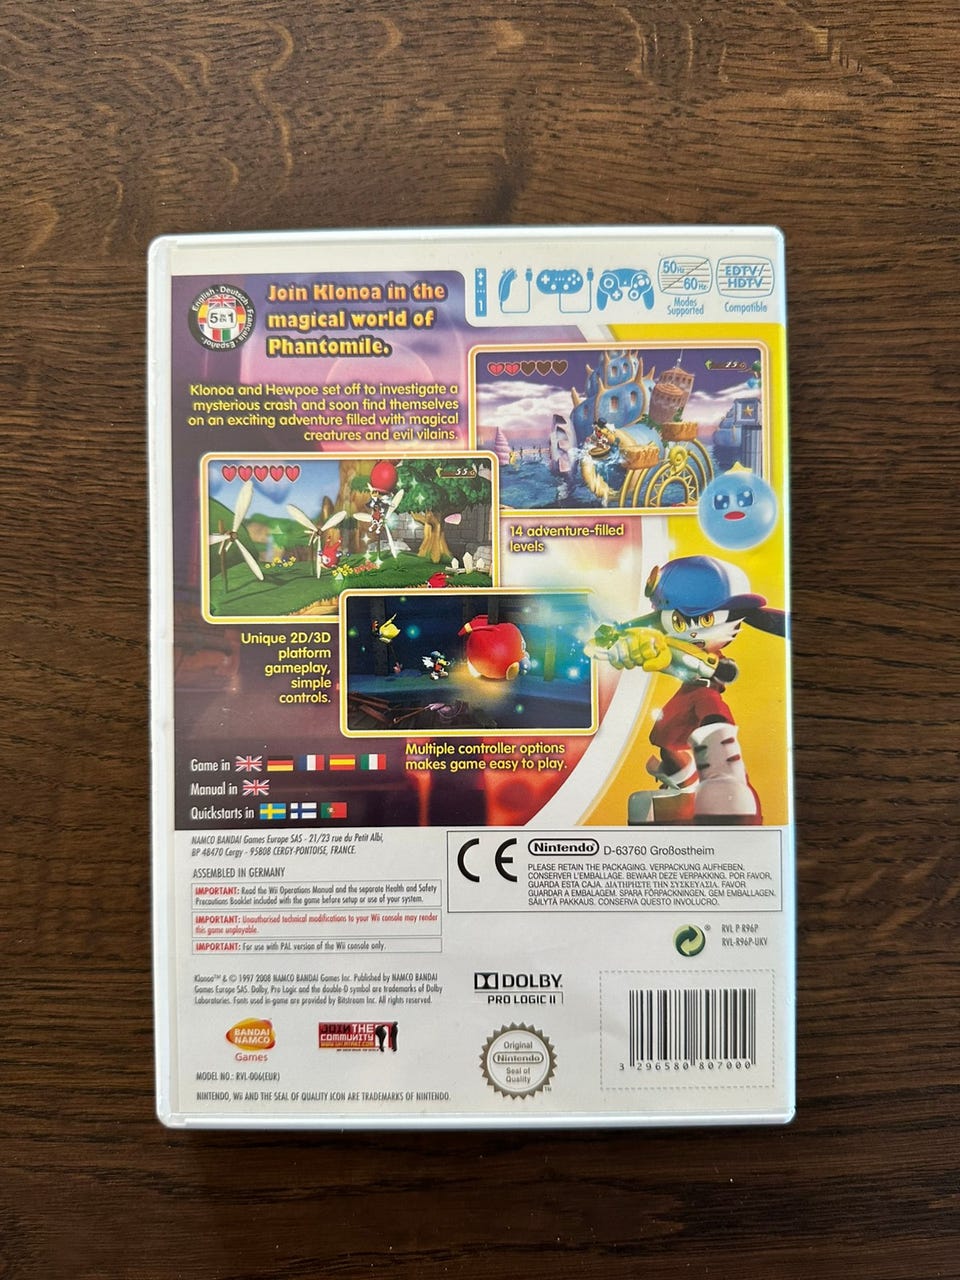 English - Deutsch - Français - Español -
5 in 1
Join Klonoa in the
magical world of
Phantomile.
1
50Hz
60Hz
Modes
Supported
EDTV/
HDTV
Compatible
Klonoa and Hewpoe set off to investigate a
mysterious crash and soon find themselves
on an exciting adventure filled with magical
creatures and evil vilains.
25
55
14 adventure-filled
levels
Unique 2D/3D
platform
gameplay,
simple
controls.
Multiple controller options
makes game easy to play.
Game in
Manual in
Quickstarts in
NAMCO BANDAI Games Europe SAS - 21/23 rue du Petit Albi,
BP 48470 Cergy - 95808 CERGY-PONTOISE, FRANCE.
ASSEMBLED IN GERMANY
IMPORTANT: Read the Wii Operations Manual and the separate Health and Safety
Precautions Booklet included with the game before setup or use of your system.
IMPORTANT: Unauthorised technical modifications to your Wii console may render
this game unplayable.
IMPORTANT: For use with PAL version of the Wii console only.
CE
Nintendo D-63760 Großostheim
PLEASE RETAIN THE PACKAGING. VERPACKUNG AUFHEBEN.
CONSERVER L'EMBALLAGE. BEWAAR DEZE VERPAKKING. POR FAVOR,
GUARDA ESTA CAJA. ΔΙΑΤΗΡΗΣΤΕ ΤΗΝ ΣΥΣΚΕΥΑΣΙΑ. FAVOR
GUARDAR A EMBALAGEM. SPARA FÖRPACKNINGEN. GEM EMBALLAGEN.
SÄILYTÄ PAKKAUS. CONSERVA QUESTO INVOLUCRO.
®
RVL P R96P
RVL-R96P-UKV
Klonoa™ & © 1997 2008 NAMCO BANDAI Games Inc. Published by NAMCO BANDAI
Games Europe SAS. Dolby, Pro Logic and the double-D symbol are trademarks of Dolby
Laboratories. Fonts used in-game are provided by Bitstream Inc. All rights reserved.
DOLBY.
PRO LOGIC II
BANDAI
NAMCO
Games
JOIN THE
COMMUNITY
Original
Nintendo
Seal of
Quality
TM
3 296580 807000
MODEL NO.: RVL-006(EUR)
NINTENDO, Wii AND THE SEAL OF QUALITY ICON ARE TRADEMARKS OF NINTENDO.